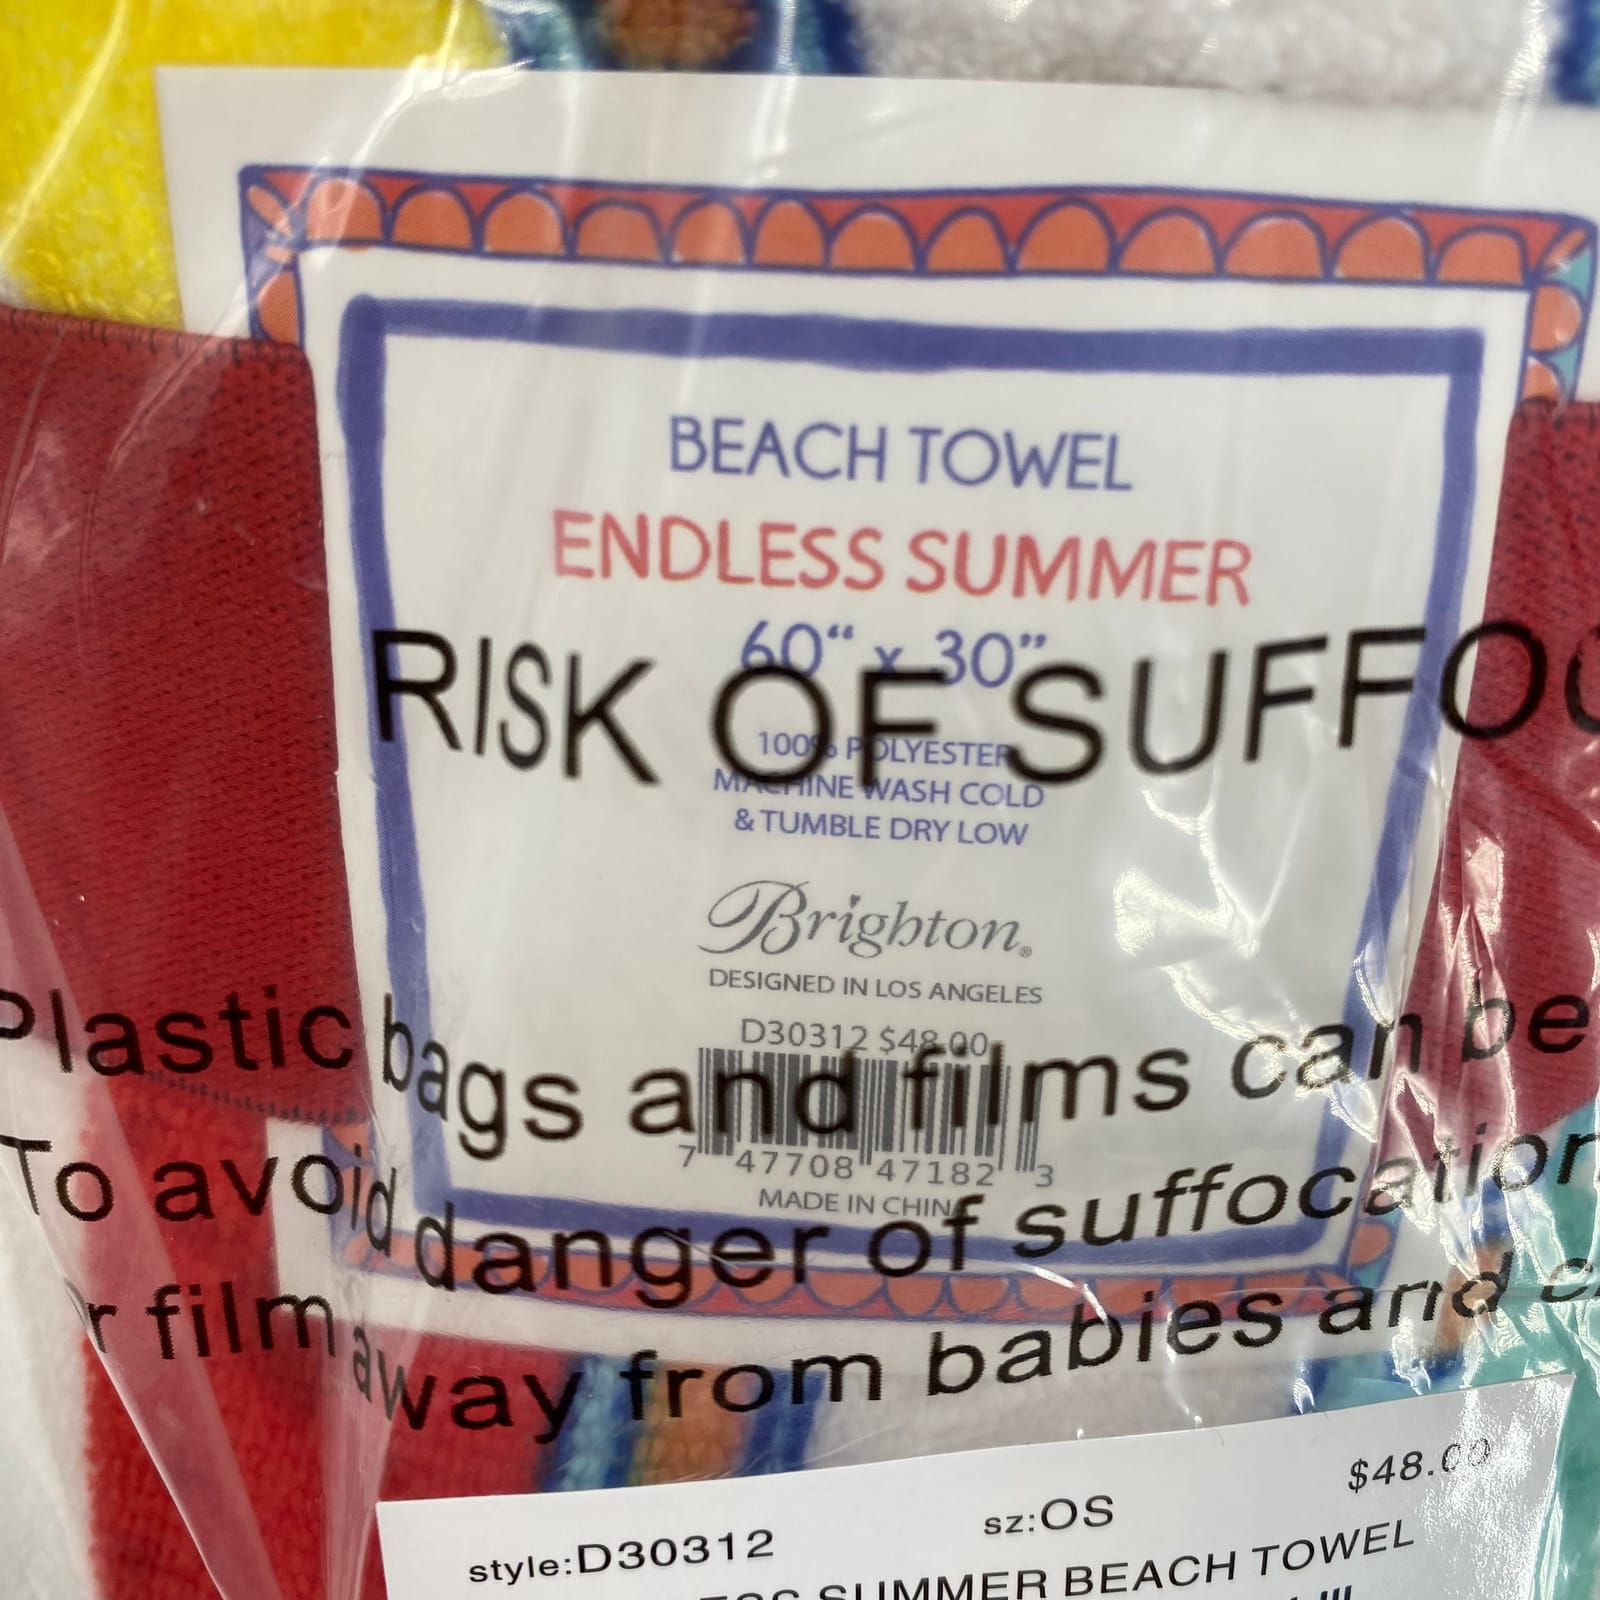 BEACH TOWEL
ENDLESS SUMMER
60“ x 30”
100% POLYESTER
MACHINE WASH COLD
& TUMBLE DRY LOW
Brighton®
DESIGNED IN LOS ANGELES
D30312 $48.00
7 47708 47182 3
MADE IN CHINA
RISK OF SUFFOC
Plastic bags and films can be
To avoid danger of suffocation
r film away from babies and c
$48.00
style:D30312 sz:OS
SUMMER BEACH TOWEL